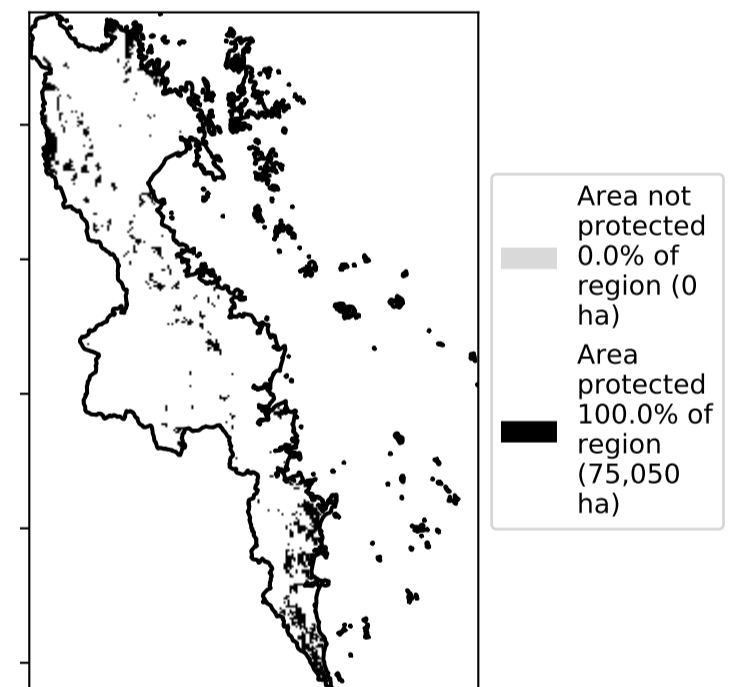 Area not
protected
0.0% of
region (0
ha)
Area
protected
100.0% of
region
(75,050
ha)